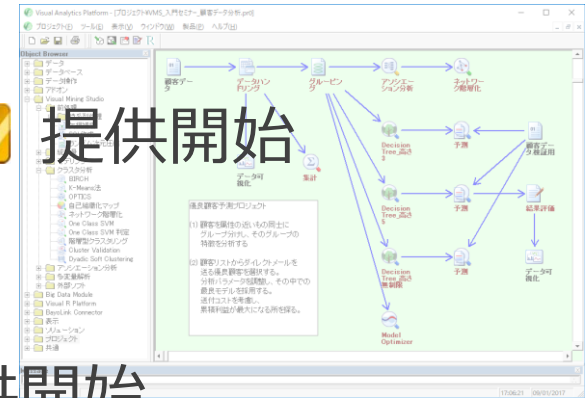 Visual Analytics Platform - [プロジェクト#VMS_入門セミナー_顧客データ分析.prd]
プロジェクト(P) ツール(T) 表示(V) ウィンドウ(W) 製品(E) ヘルプ(H)
Object Browser
データ
データベース
データ制作
アドオン
Visual Mining Studio
クラスタ分析
BIRCH
K-Means法
OPTICS
自己組織化マップ
ネットワーク階層化
One Class SVM
One Class SVM 判定
階層型クラスタリング
Cluster Validation
Dyadic Soft Clustering
アソシエーション分析
多変量解析
外部ソフト
Big Data Module
Visual R Platform
BayoLink Connector
表示
ソリューション
プロジェクト
共通
提供開始
顧客データ
データハンドリング
グルーピング
アソシエーション分析
ネットワーク階層化
データ可視化
集計
Decision Tree_高さ3
予測
顧客データ検証用
Decision Tree_高さ5
予測
結果評価
Decision Tree_高さ無制限
予測
データ可視化
Model Optimizer
優良顧客予測プロジェクト
(1) 顧客を属性の近いもの同士に
グループ分けし、そのグループの
特徴を分析する
(2) 顧客リストからダイレクトメールを
送る優良顧客を選択する。
分析パラメータを調整し、その中での
最良モデルを採用する。
送付コストを考慮し、
累積利益が最大になる所を探る。
供開始
17:06:21 09/01/2017